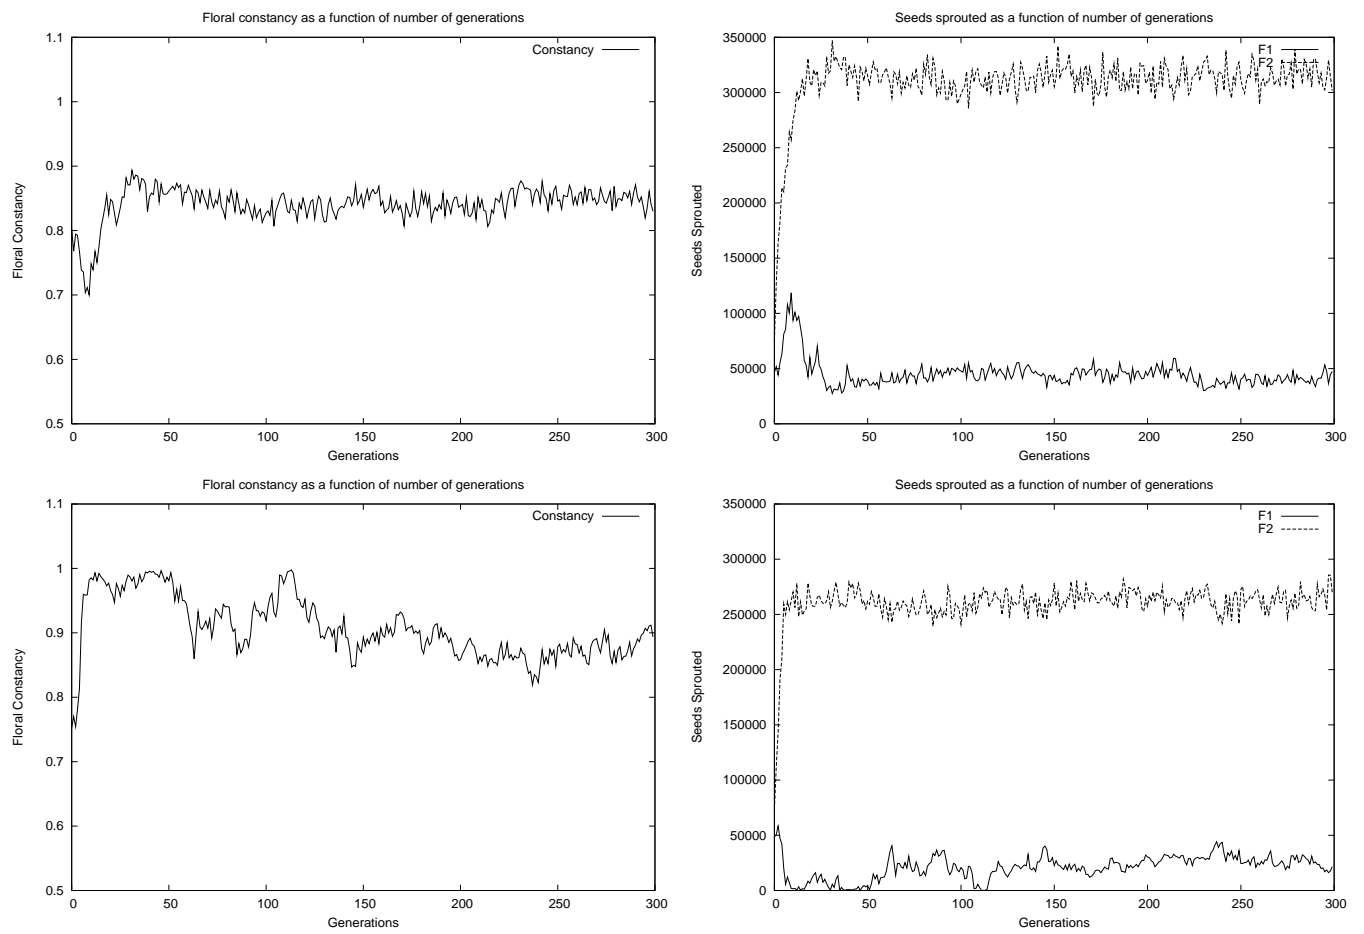 Floral constancy as a function of number of generations
1.1
1
0.9
0.8
0.7
0.6
0.5
0 50 100 150 200 250 300
Floral Constancy
Generations
Constancy
Seeds sprouted as a function of number of generations
350000
300000
250000
200000
150000
100000
50000
0
0 50 100 150 200 250 300
Seeds Sprouted
Generations
F1
F2
Floral constancy as a function of number of generations
1.1
1
0.9
0.8
0.7
0.6
0.5
0 50 100 150 200 250 300
Floral Constancy
Generations
Constancy
Seeds sprouted as a function of number of generations
350000
300000
250000
200000
150000
100000
50000
0
0 50 100 150 200 250 300
Seeds Sprouted
Generations
F1
F2